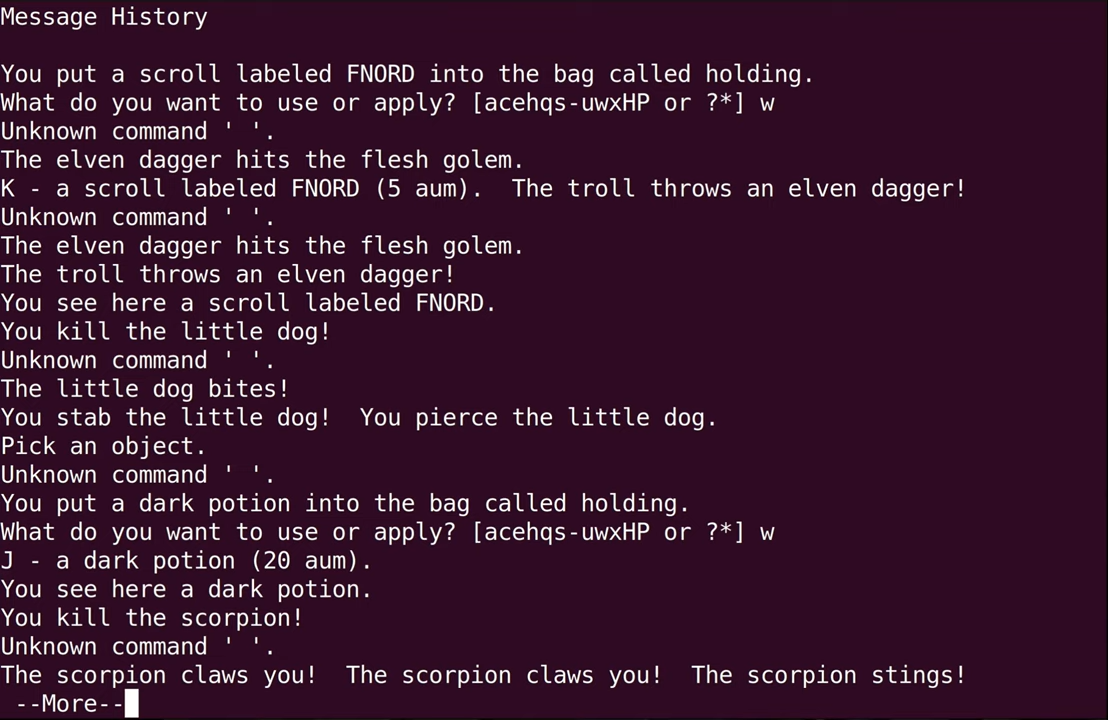 Message History
You put a scroll labeled FNORD into the bag called holding.
What do you want to use or apply? [acehqs-uwxHP or ?*] w
Unknown command ' '.
The elven dagger hits the flesh golem.
K - a scroll labeled FNORD (5 aum).  The troll throws an elven dagger!
Unknown command ' '.
The elven dagger hits the flesh golem.
The troll throws an elven dagger!
You see here a scroll labeled FNORD.
You kill the little dog!
Unknown command ' '.
The little dog bites!
You stab the little dog!  You pierce the little dog.
Pick an object.
Unknown command ' '.
You put a dark potion into the bag called holding.
What do you want to use or apply? [acehqs-uwxHP or ?*] w
J - a dark potion (20 aum).
You see here a dark potion.
You kill the scorpion!
Unknown command ' '.
The scorpion claws you!  The scorpion claws you!  The scorpion stings!
--More--